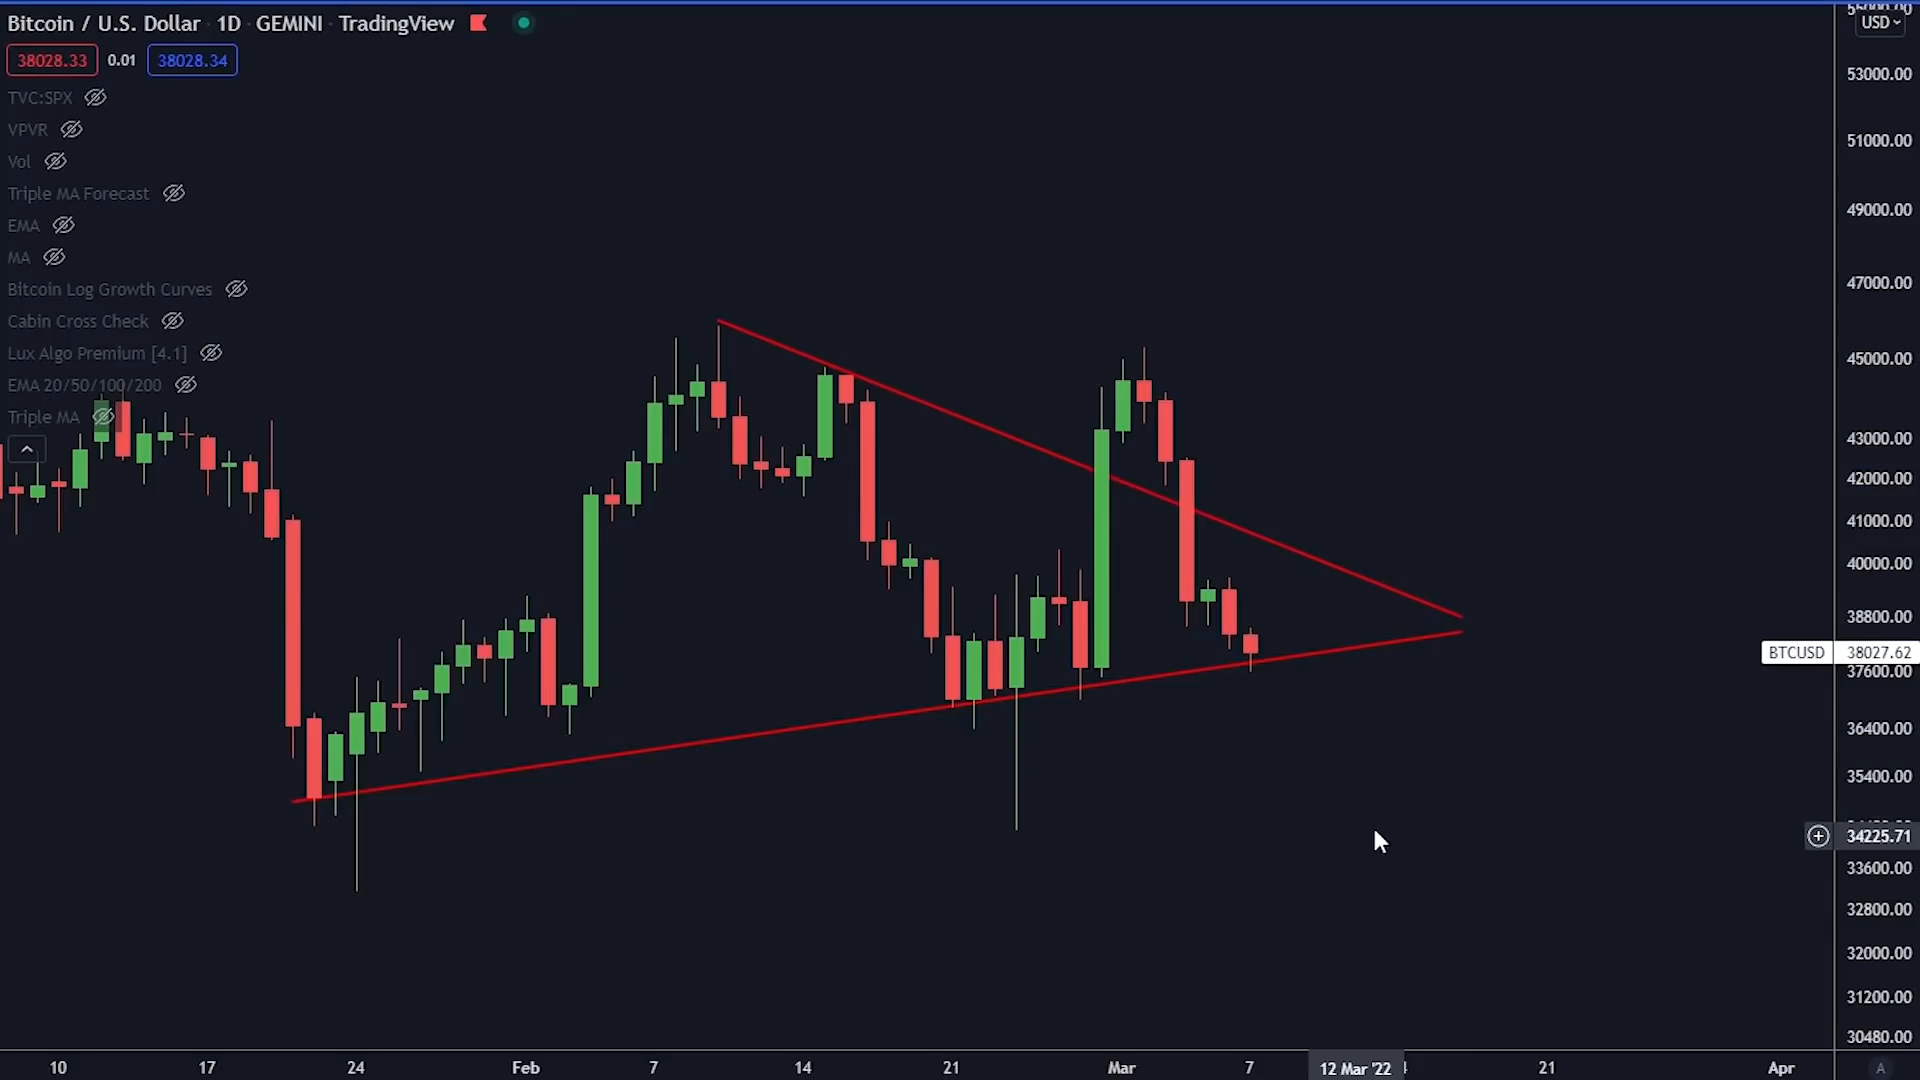 Bitcoin / U.S. Dollar · 1D · GEMINI · TradingView
38028.33 0.01 38028.34
TVC:SPX
VPVR
Vol
Triple MA Forecast
EMA
MA
Bitcoin Log Growth Curves
Cabin Cross Check
Lux Algo Premium [4.1]
EMA 20/50/100/200
Triple MA
USD
53000.00
51000.00
49000.00
47000.00
45000.00
43000.00
42000.00
41000.00
40000.00
38800.00
BTCUSD 38027.62
37600.00
36400.00
35400.00
34225.71
33600.00
32800.00
32000.00
31200.00
30480.00
10 17 24 Feb 7 14 21 Mar 7 12 Mar '22 21 Apr A